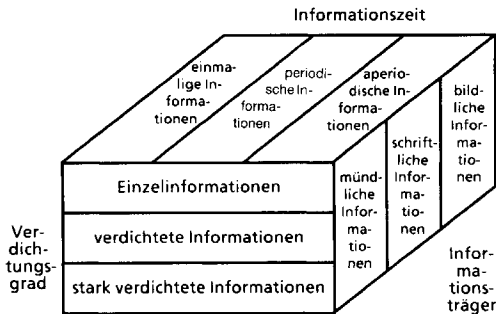 Informationszeit
einma-
lige In-
forma-
tionen
periodi-
sche In-
forma-
tionen
aperio-
dische In-
forma-
tionen
bild-
liche
Infor-
ma-
tio-
nen
schrift-
liche
Infor-
ma-
tio-
nen
münd-
liche
Infor-
ma-
tio-
nen
Einzelinformationen
verdichtete Informationen
stark verdichtete Informationen
Ver-
dich-
tungs-
grad
Infor-
ma-
tions-
träger